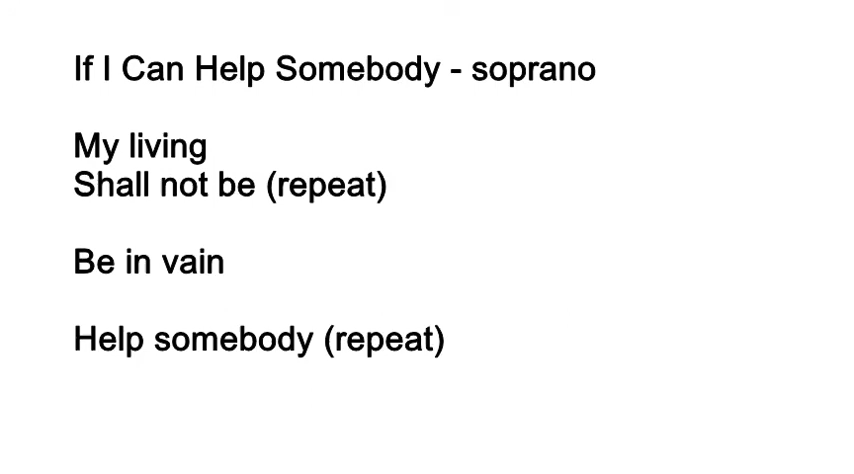 If I Can Help Somebody - soprano
My living
Shall not be (repeat)
Be in vain
Help somebody (repeat)